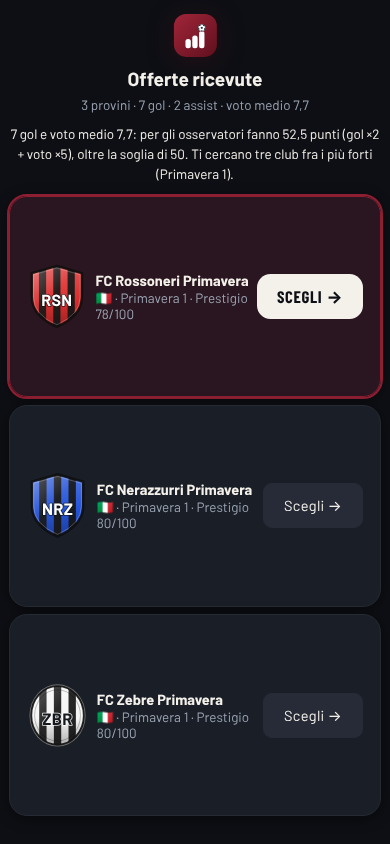 Offerte ricevute
3 provini · 7 gol · 2 assist · voto medio 7,7
7 gol e voto medio 7,7: per gli osservatori fanno 52,5 punti (gol ×2
+ voto ×5), oltre la soglia di 50. Ti cercano tre club fra i più forti
(Primavera 1).
RSN
FC Rossoneri Primavera
· Primavera 1 · Prestigio
78/100
SCEGLI →
NRZ
FC Nerazzurri Primavera
· Primavera 1 · Prestigio
80/100
Scegli →
ZBR
FC Zebre Primavera
· Primavera 1 · Prestigio
80/100
Scegli →